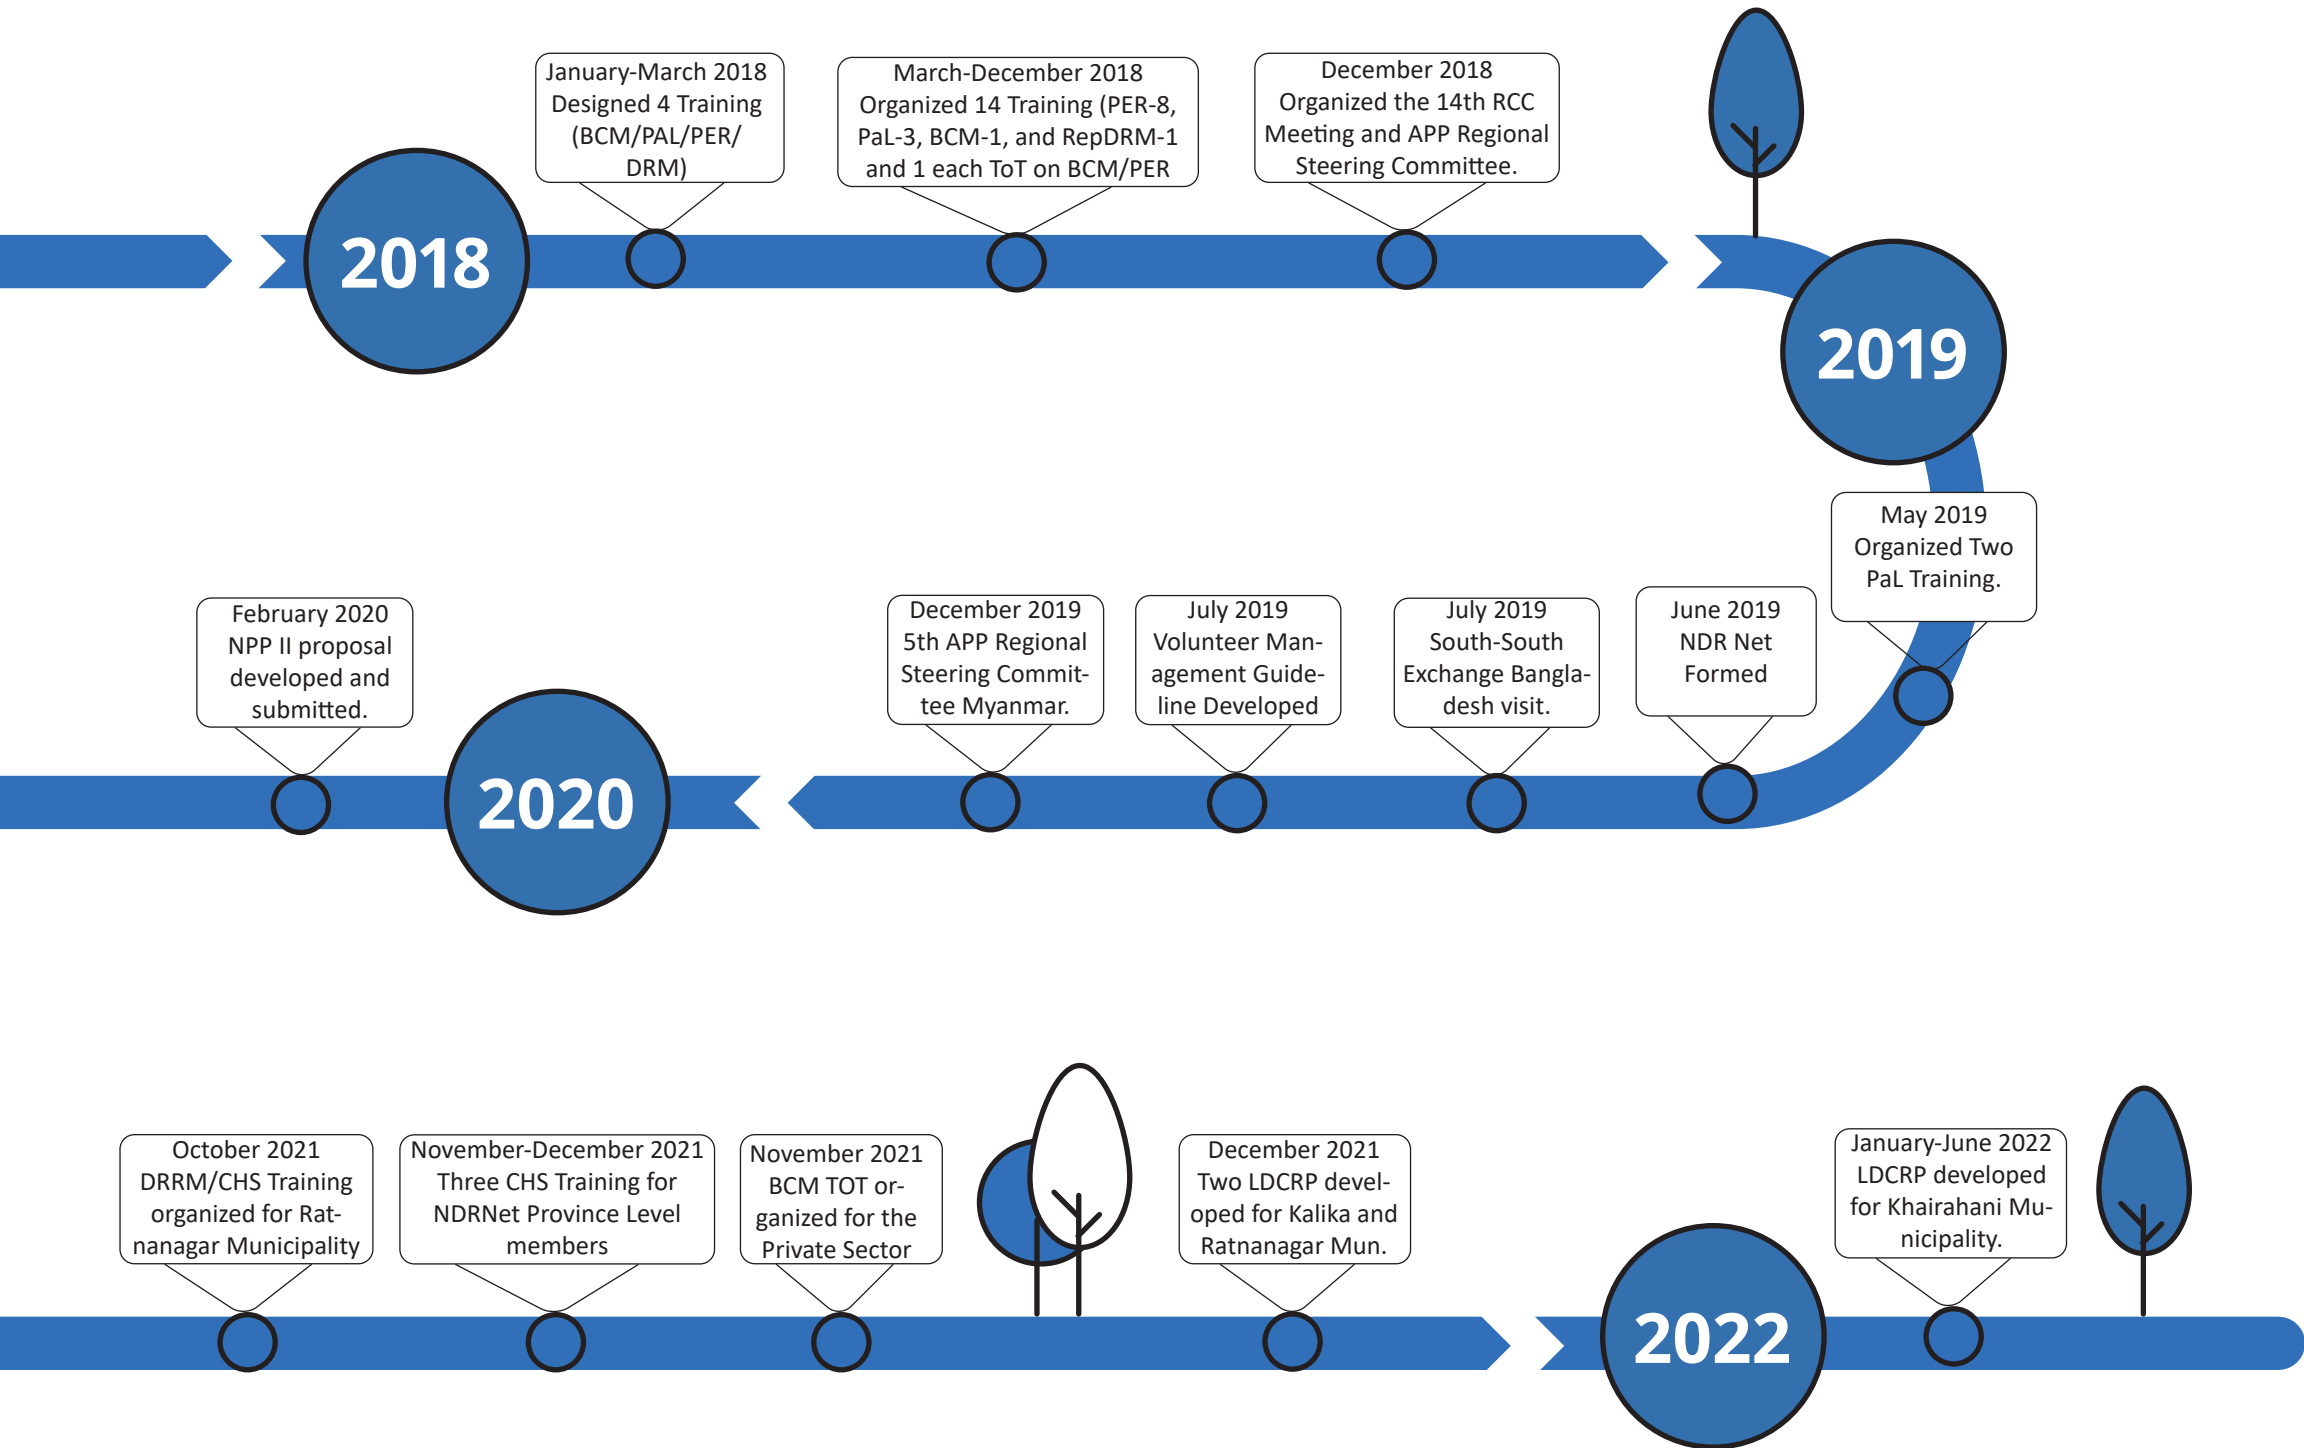 2018
January-March 2018
Designed 4 Training
(BCM/PAL/PER/
DRM)
March-December 2018
Organized 14 Training (PER-8,
PaL-3, BCM-1, and RepDRM-1
and 1 each ToT on BCM/PER
December 2018
Organized the 14th RCC
Meeting and APP Regional
Steering Committee.
2019
May 2019
Organized Two
PaL Training.
June 2019
NDR Net
Formed
July 2019
South-South
Exchange Bangla-
desh visit.
July 2019
Volunteer Man-
agement Guide-
line Developed
December 2019
5th APP Regional
Steering Commit-
tee Myanmar.
2020
February 2020
NPP II proposal
developed and
submitted.
October 2021
DRRM/CHS Training
organized for Rat-
nanagar Municipality
November-December 2021
Three CHS Training for
NDRNet Province Level
members
November 2021
BCM TOT or-
ganized for the
Private Sector
December 2021
Two LDCRP devel-
oped for Kalika and
Ratnanagar Mun.
2022
January-June 2022
LDCRP developed
for Khairahani Mu-
nicipality.